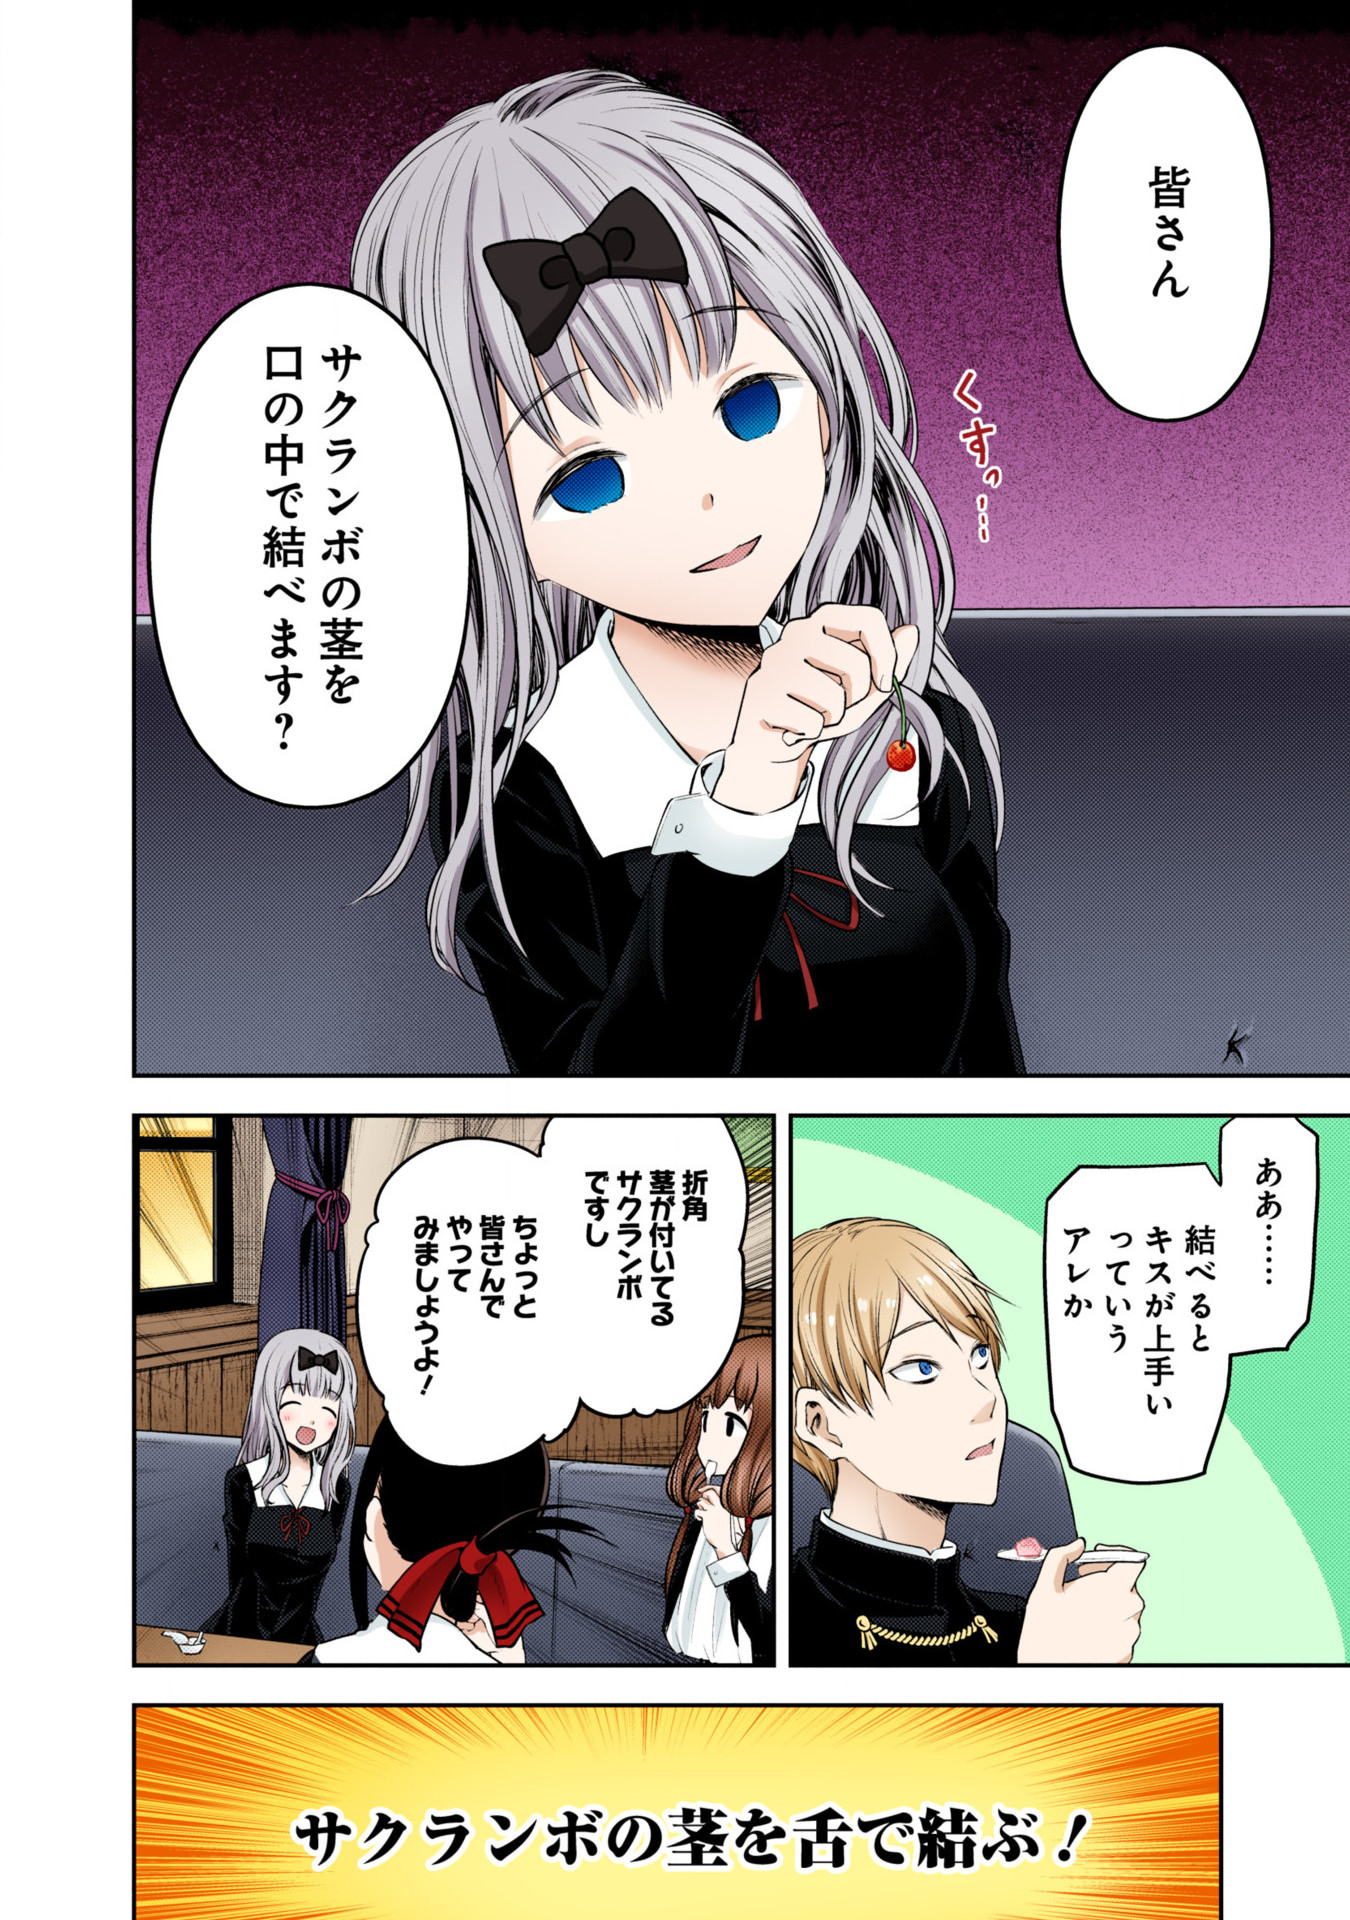 皆さん
くすっ…
サクランボの茎を
口の中で結べます?
ああ……
結べると
キスが上手い
っていう
アレか
折角
茎が付いてる
サクランボ
ですし
ちょっと
皆さんで
やって
みましょうよ!
サクランボの茎を舌で結ぶ!